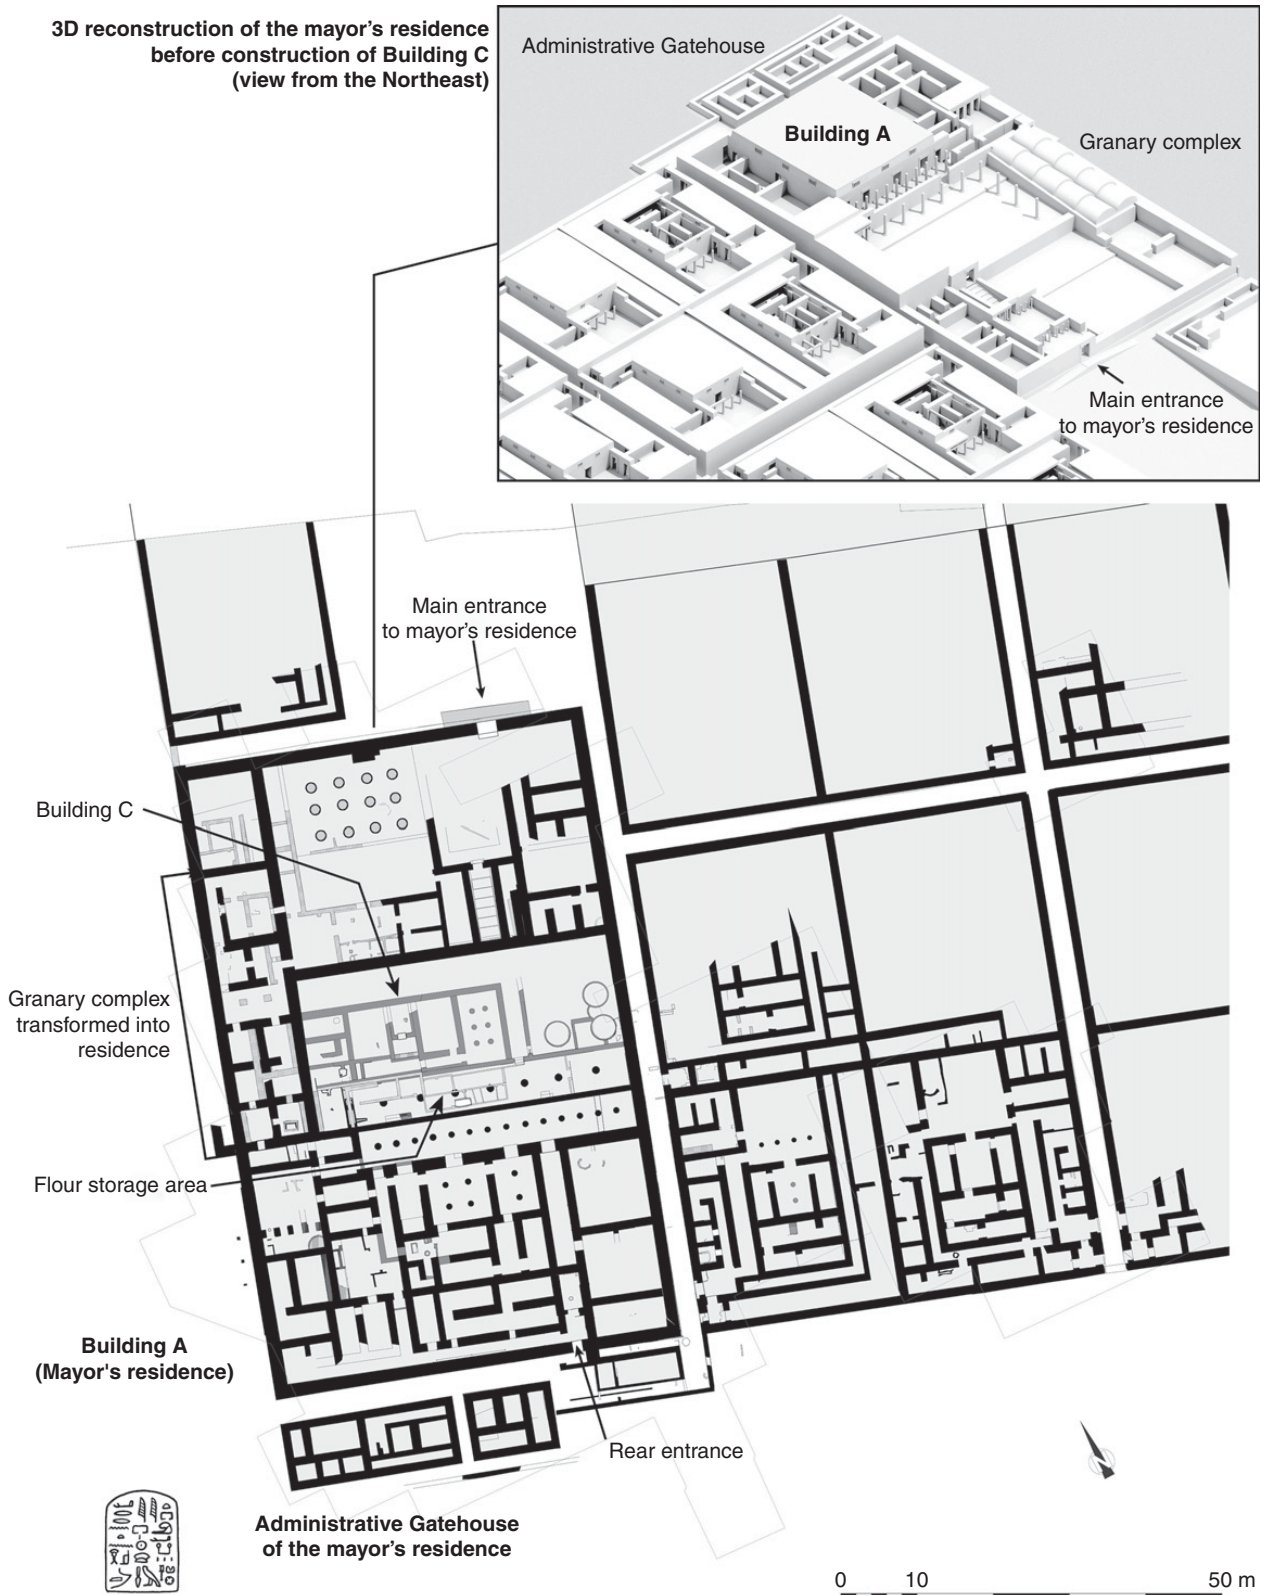 3D reconstruction of the mayor’s residence
before construction of Building C
(view from the Northeast)
Administrative Gatehouse
Building A
Granary complex
Main entrance
to mayor’s residence
Main entrance
to mayor’s residence
Building C
Granary complex
transformed into
residence
Flour storage area
Building A
(Mayor's residence)
Rear entrance
Administrative Gatehouse
of the mayor’s residence
0 10 50 m